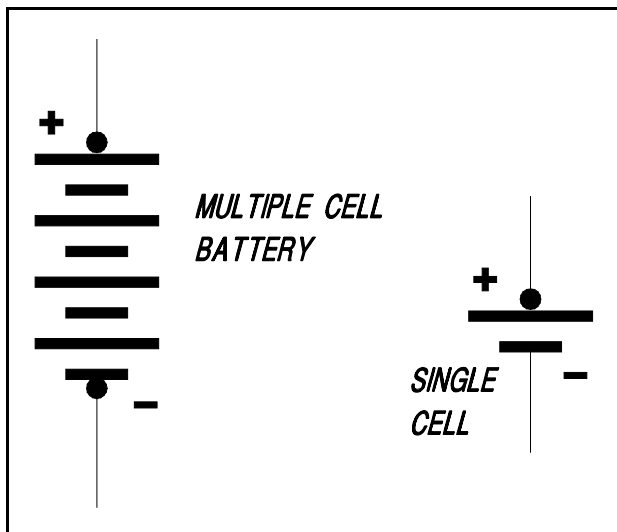 +
MULTIPLE CELL
BATTERY
-
+
SINGLE
CELL
-